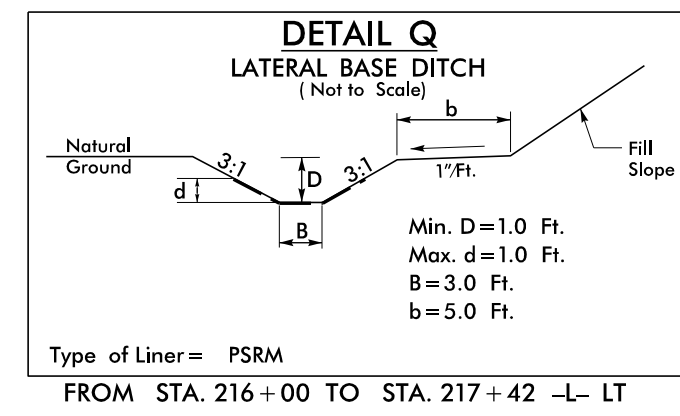 DETAIL Q
LATERAL BASE DITCH
( Not to Scale)
b
Natural
Ground
3:1
D
3:1
1"/Ft.
Fill
Slope
d
B
Min. D=1.0 Ft.
Max. d=1.0 Ft.
B=3.0 Ft.
b=5.0 Ft.
Type of Liner= PSRM
FROM STA. 216+00 TO STA. 217+42 -L- LT